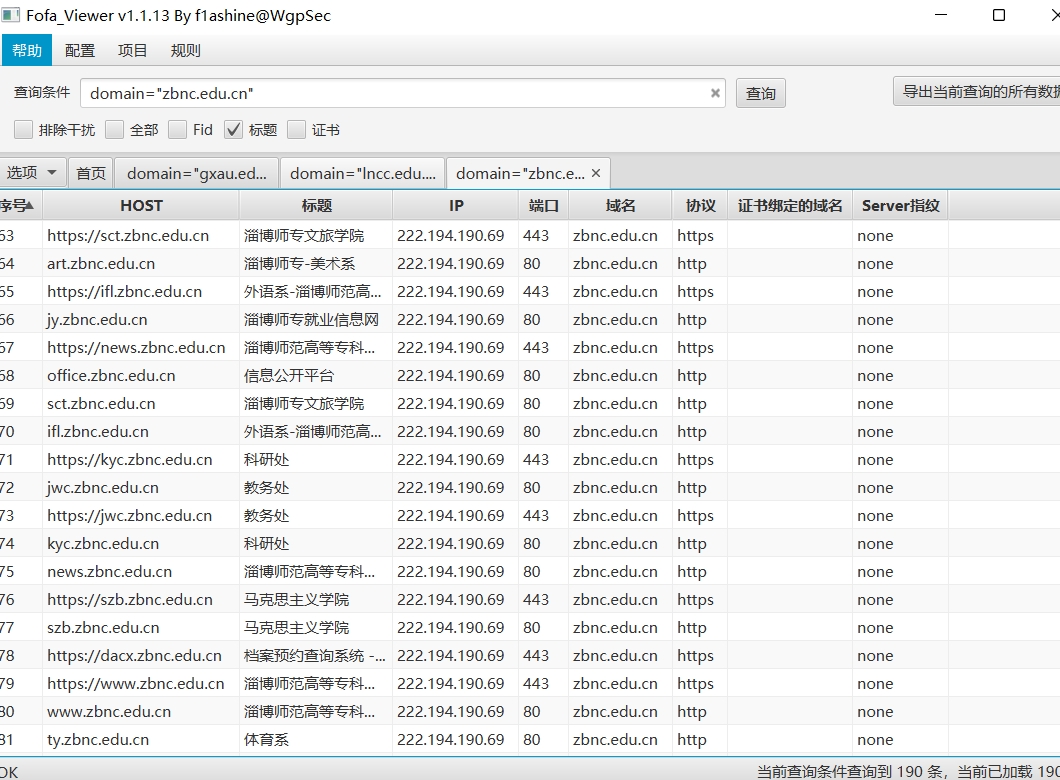 Fofa_Viewer v1.1.13 By f1ashine@WgpSec
帮助 配置 项目 规则
查询条件 domain="zbnc.edu.cn" 查询 导出当前查询的所有数据
排除干扰 全部 Fid 标题 证书
选项 首页 domain="gxau.ed... domain="lncc.edu.... domain="zbnc.e...
序号 HOST 标题 IP 端口 域名 协议 证书绑定的域名 Server指纹
63 https://sct.zbnc.edu.cn 淄博师专文旅学院 222.194.190.69 443 zbnc.edu.cn https none
64 art.zbnc.edu.cn 淄博师专-美术系 222.194.190.69 80 zbnc.edu.cn http none
65 https://ifl.zbnc.edu.cn 外语系-淄博师范高... 222.194.190.69 443 zbnc.edu.cn https none
66 jy.zbnc.edu.cn 淄博师专就业信息网 222.194.190.69 80 zbnc.edu.cn http none
67 https://news.zbnc.edu.cn 淄博师范高等专科... 222.194.190.69 443 zbnc.edu.cn https none
68 office.zbnc.edu.cn 信息公开平台 222.194.190.69 80 zbnc.edu.cn http none
69 sct.zbnc.edu.cn 淄博师专文旅学院 222.194.190.69 80 zbnc.edu.cn http none
70 ifl.zbnc.edu.cn 外语系-淄博师范高... 222.194.190.69 80 zbnc.edu.cn http none
71 https://kyc.zbnc.edu.cn 科研处 222.194.190.69 443 zbnc.edu.cn https none
72 jwc.zbnc.edu.cn 教务处 222.194.190.69 80 zbnc.edu.cn http none
73 https://jwc.zbnc.edu.cn 教务处 222.194.190.69 443 zbnc.edu.cn https none
74 kyc.zbnc.edu.cn 科研处 222.194.190.69 80 zbnc.edu.cn http none
75 news.zbnc.edu.cn 淄博师范高等专科... 222.194.190.69 80 zbnc.edu.cn http none
76 https://szb.zbnc.edu.cn 马克思主义学院 222.194.190.69 443 zbnc.edu.cn https none
77 szb.zbnc.edu.cn 马克思主义学院 222.194.190.69 80 zbnc.edu.cn http none
78 https://dacx.zbnc.edu.cn 档案预约查询系统 -... 222.194.190.69 443 zbnc.edu.cn https none
79 https://www.zbnc.edu.cn 淄博师范高等专科... 222.194.190.69 443 zbnc.edu.cn https none
80 www.zbnc.edu.cn 淄博师范高等专科... 222.194.190.69 80 zbnc.edu.cn http none
81 ty.zbnc.edu.cn 体育系 222.194.190.69 80 zbnc.edu.cn http none
OK 当前查询条件查询到 190 条，当前已加载 190